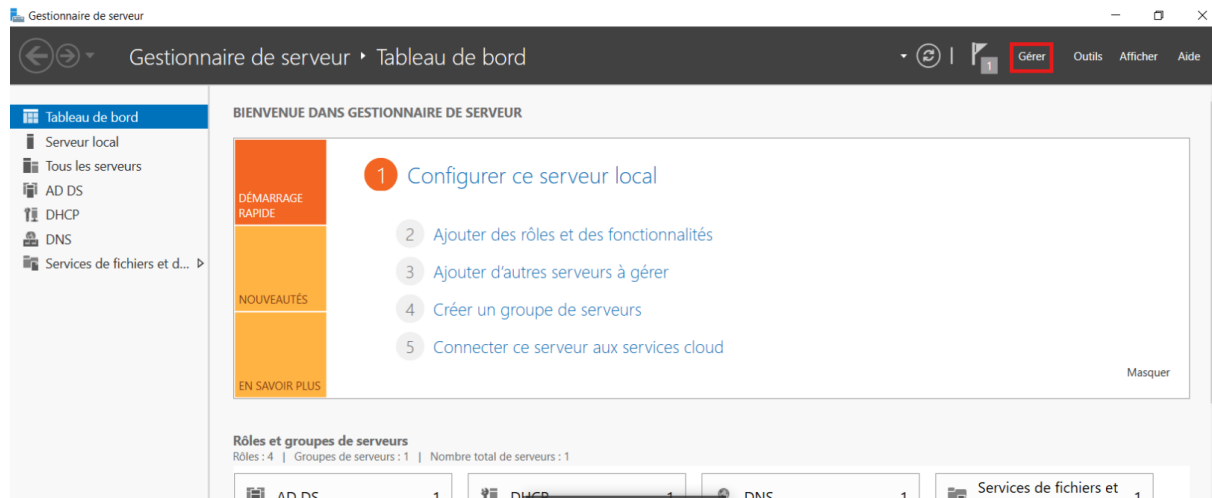 Gestionnaire de serveur
Gestionnaire de serveur • Tableau de bord
1
Gérer
Outils
Afficher
Aide
Tableau de bord
Serveur local
Tous les serveurs
AD DS
DHCP
DNS
Services de fichiers et d...
BIENVENUE DANS GESTIONNAIRE DE SERVEUR
DÉMARRAGE
RAPIDE
NOUVEAUTÉS
EN SAVOIR PLUS
1 Configurer ce serveur local
2 Ajouter des rôles et des fonctionnalités
3 Ajouter d'autres serveurs à gérer
4 Créer un groupe de serveurs
5 Connecter ce serveur aux services cloud
Masquer
Rôles et groupes de serveurs
Rôles : 4 | Groupes de serveurs : 1 | Nombre total de serveurs : 1
AD DS 1
DHCP 1
DNS 1
Services de fichiers et 1